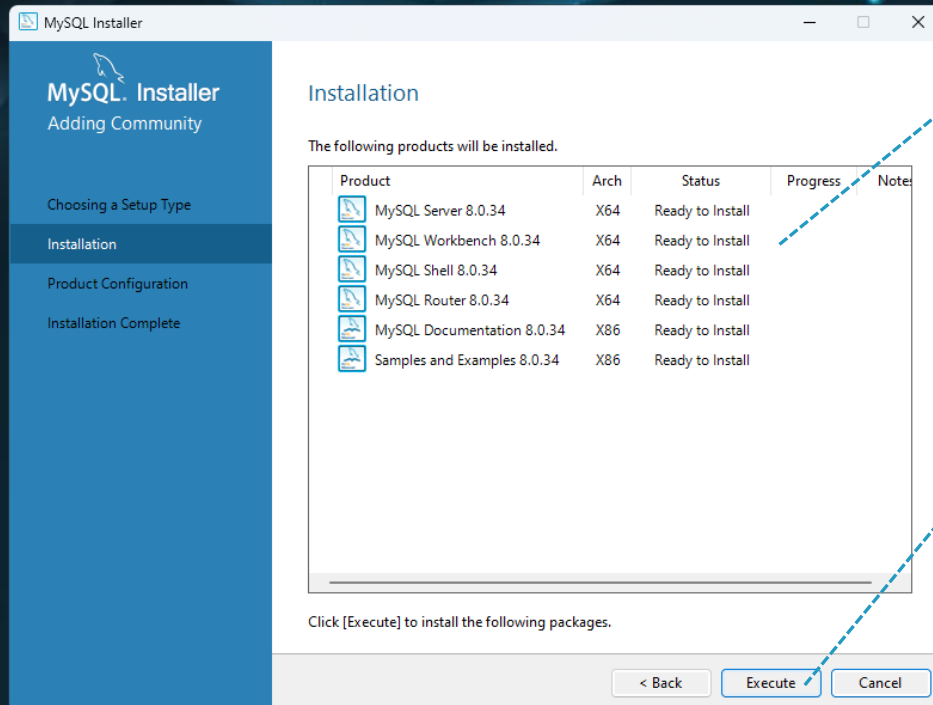 MySQL Installer
MySQL. Installer
Adding Community
Choosing a Setup Type
Installation
Product Configuration
Installation Complete
Installation
The following products will be installed.
Product Arch Status Progress Notes
MySQL Server 8.0.34 X64 Ready to Install
MySQL Workbench 8.0.34 X64 Ready to Install
MySQL Shell 8.0.34 X64 Ready to Install
MySQL Router 8.0.34 X64 Ready to Install
MySQL Documentation 8.0.34 X86 Ready to Install
Samples and Examples 8.0.34 X86 Ready to Install
Click [Execute] to install the following packages.
< Back Execute Cancel